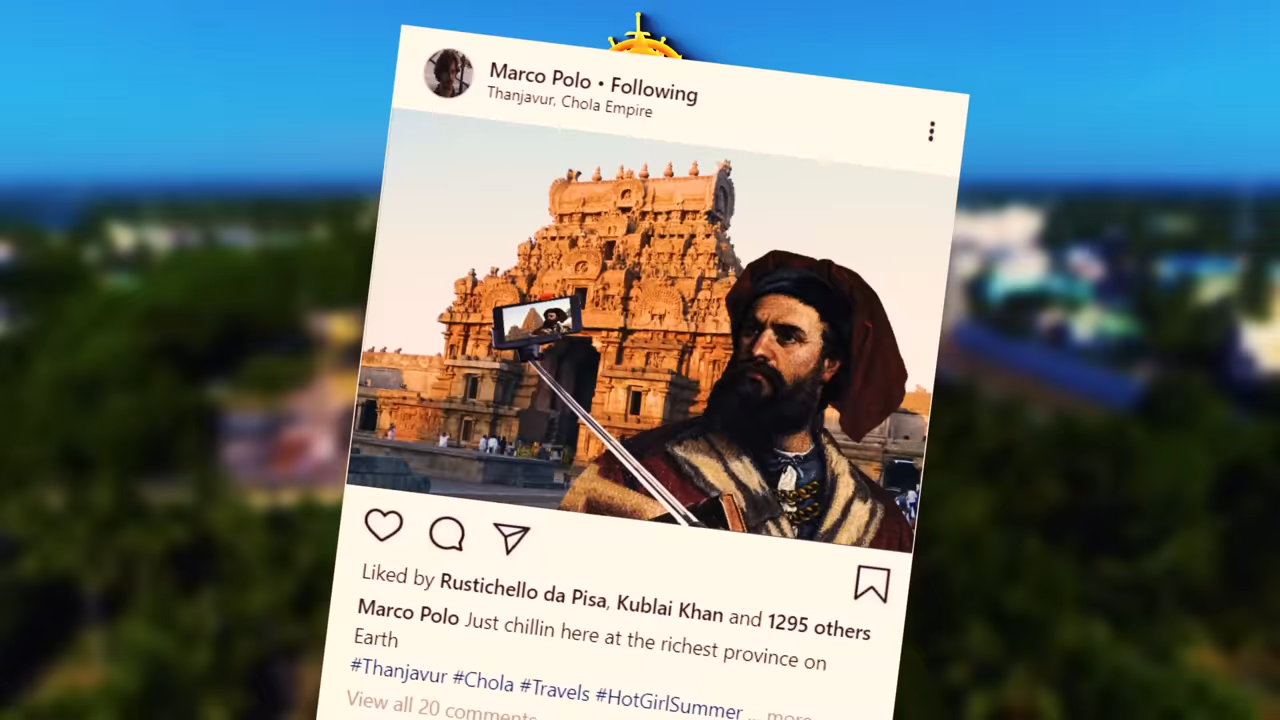 Marco Polo • Following
Thanjavur, Chola Empire
Liked by Rustichello da Pisa, Kublai Khan and 1295 others
Marco Polo Just chillin here at the richest province on
Earth
#Thanjavur #Chola #Travels #HotGirlSummer ... more
View all 20 comments